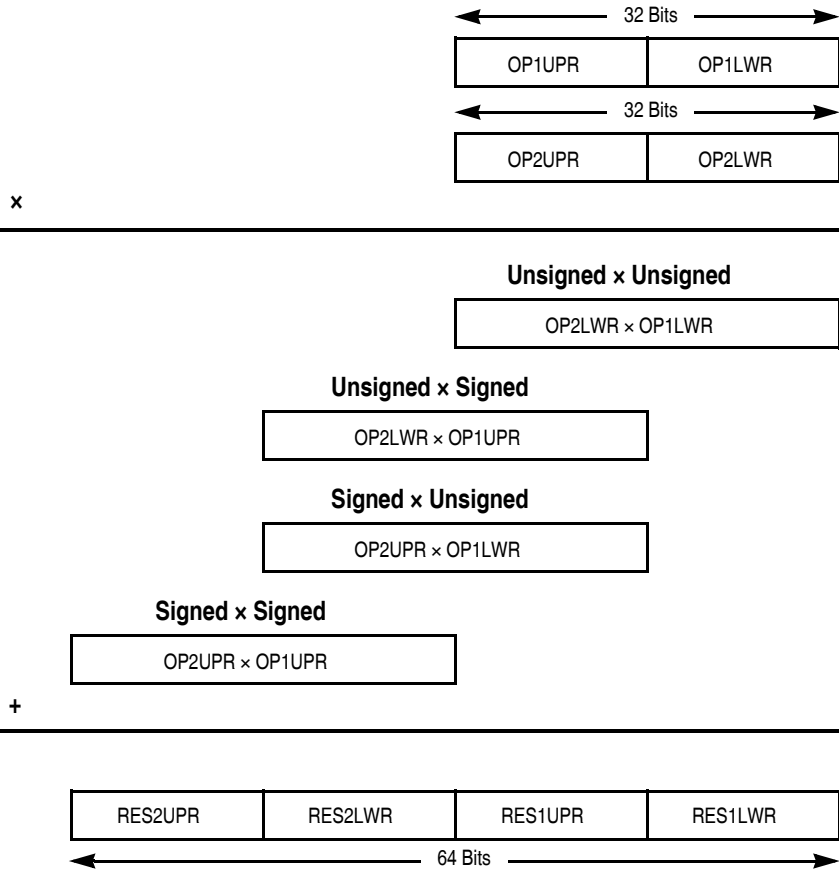 32 Bits
OP1UPR OP1LWR
32 Bits
OP2UPR OP2LWR
×
Unsigned × Unsigned
OP2LWR × OP1LWR
Unsigned × Signed
OP2LWR × OP1UPR
Signed × Unsigned
OP2UPR × OP1LWR
Signed × Signed
OP2UPR × OP1UPR
+
RES2UPR RES2LWR RES1UPR RES1LWR
64 Bits